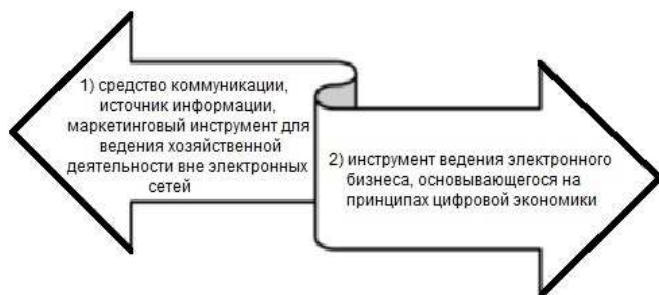 1) средство коммуникации,
источник информации,
маркетинговый инструмент для
ведения хозяйственной
деятельности вне электронных
сетей
2) инструмент ведения электронного
бизнеса, основывающегося на
принципах цифровой экономики